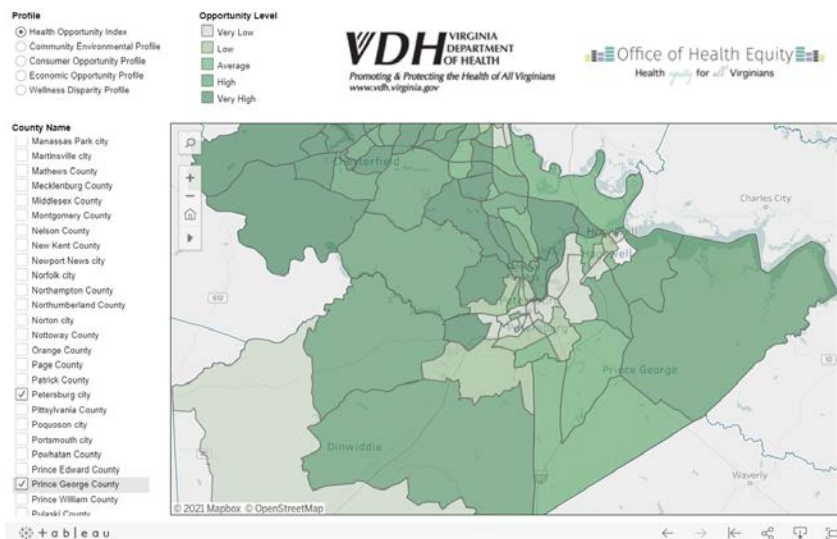 Profile
Health Opportunity Index
Community Environmental Profile
Consumer Opportunity Profile
Economic Opportunity Profile
Wellness Disparity Profile
Opportunity Level
Very Low
Low
Average
High
Very High
VDH VIRGINIA DEPARTMENT OF HEALTH
Promoting & Protecting the Health of All Virginians
www.vdh.virginia.gov
Office of Health Equity
Health equity for all Virginians
County Name
Manassas Park city
Martinsville city
Mathews County
Mecklenburg County
Middlesex County
Montgomery County
Nelson County
New Kent County
Newport News city
Norfolk city
Northampton County
Northumberland County
Norton city
Nottoway County
Orange County
Page County
Patrick County
Petersburg city
Pittsylvania County
Poquoson city
Portsmouth city
Powhatan County
Prince Edward County
Prince George County
Prince William County
Pulaski County
Chesterfield
Charles City
612
10
Prince George
Dinwiddie
Waverly
© 2021 Mapbox © OpenStreetMap
+ a b l e a u